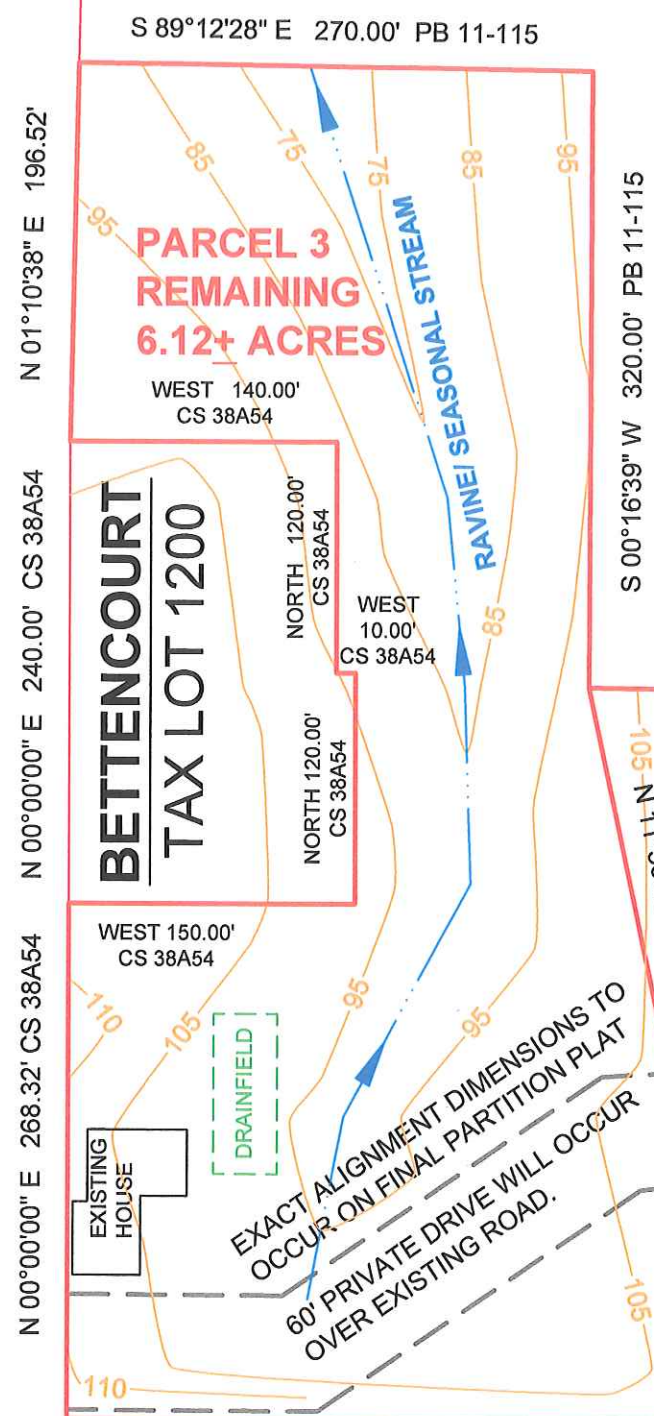 S 89°12'28" E 270.00' PB 11-115
N 01°10'38" E 196.52'
95
85
75
75
85
95
PARCEL 3
REMAINING
6.12+ ACRES
WEST 140.00'
CS 38A54
RAVINE/ SEASONAL STREAM
S 00°16'39" W 320.00' PB 11-115
N 00°00'00" E 240.00' CS 38A54
BETTENCOURT
TAX LOT 1200
NORTH 120.00'
CS 38A54
WEST
10.00'
CS 38A54
85
NORTH 120.00'
CS 38A54
105
WEST 150.00'
CS 38A54
N 00°00'00" E 268.32' CS 38A54
110
105
95
95
DRAINFIELD
EXISTING
HOUSE
EXACT ALIGNMENT DIMENSIONS TO
OCCUR ON FINAL PARTITION PLAT
60' PRIVATE DRIVE WILL OCCUR
OVER EXISTING ROAD.
105
110